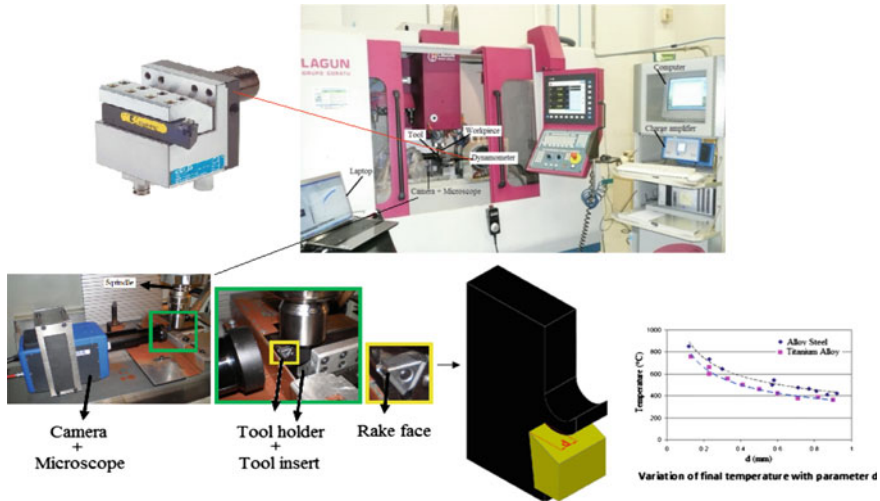 LAGUN
Computer
Charge amplifier
Tool
Workpiece
Dynamometer
Laptop
Camera + Microscope
Spindle
Camera
+
Microscope
Tool holder
+
Tool insert
Rake face
d
Alloy Steel
Titanium Alloy
Temperature (°C)
1000
800
600
400
200
0
0
0.2
0.4
0.6
0.8
1
d (mm)
Variation of final temperature with parameter d